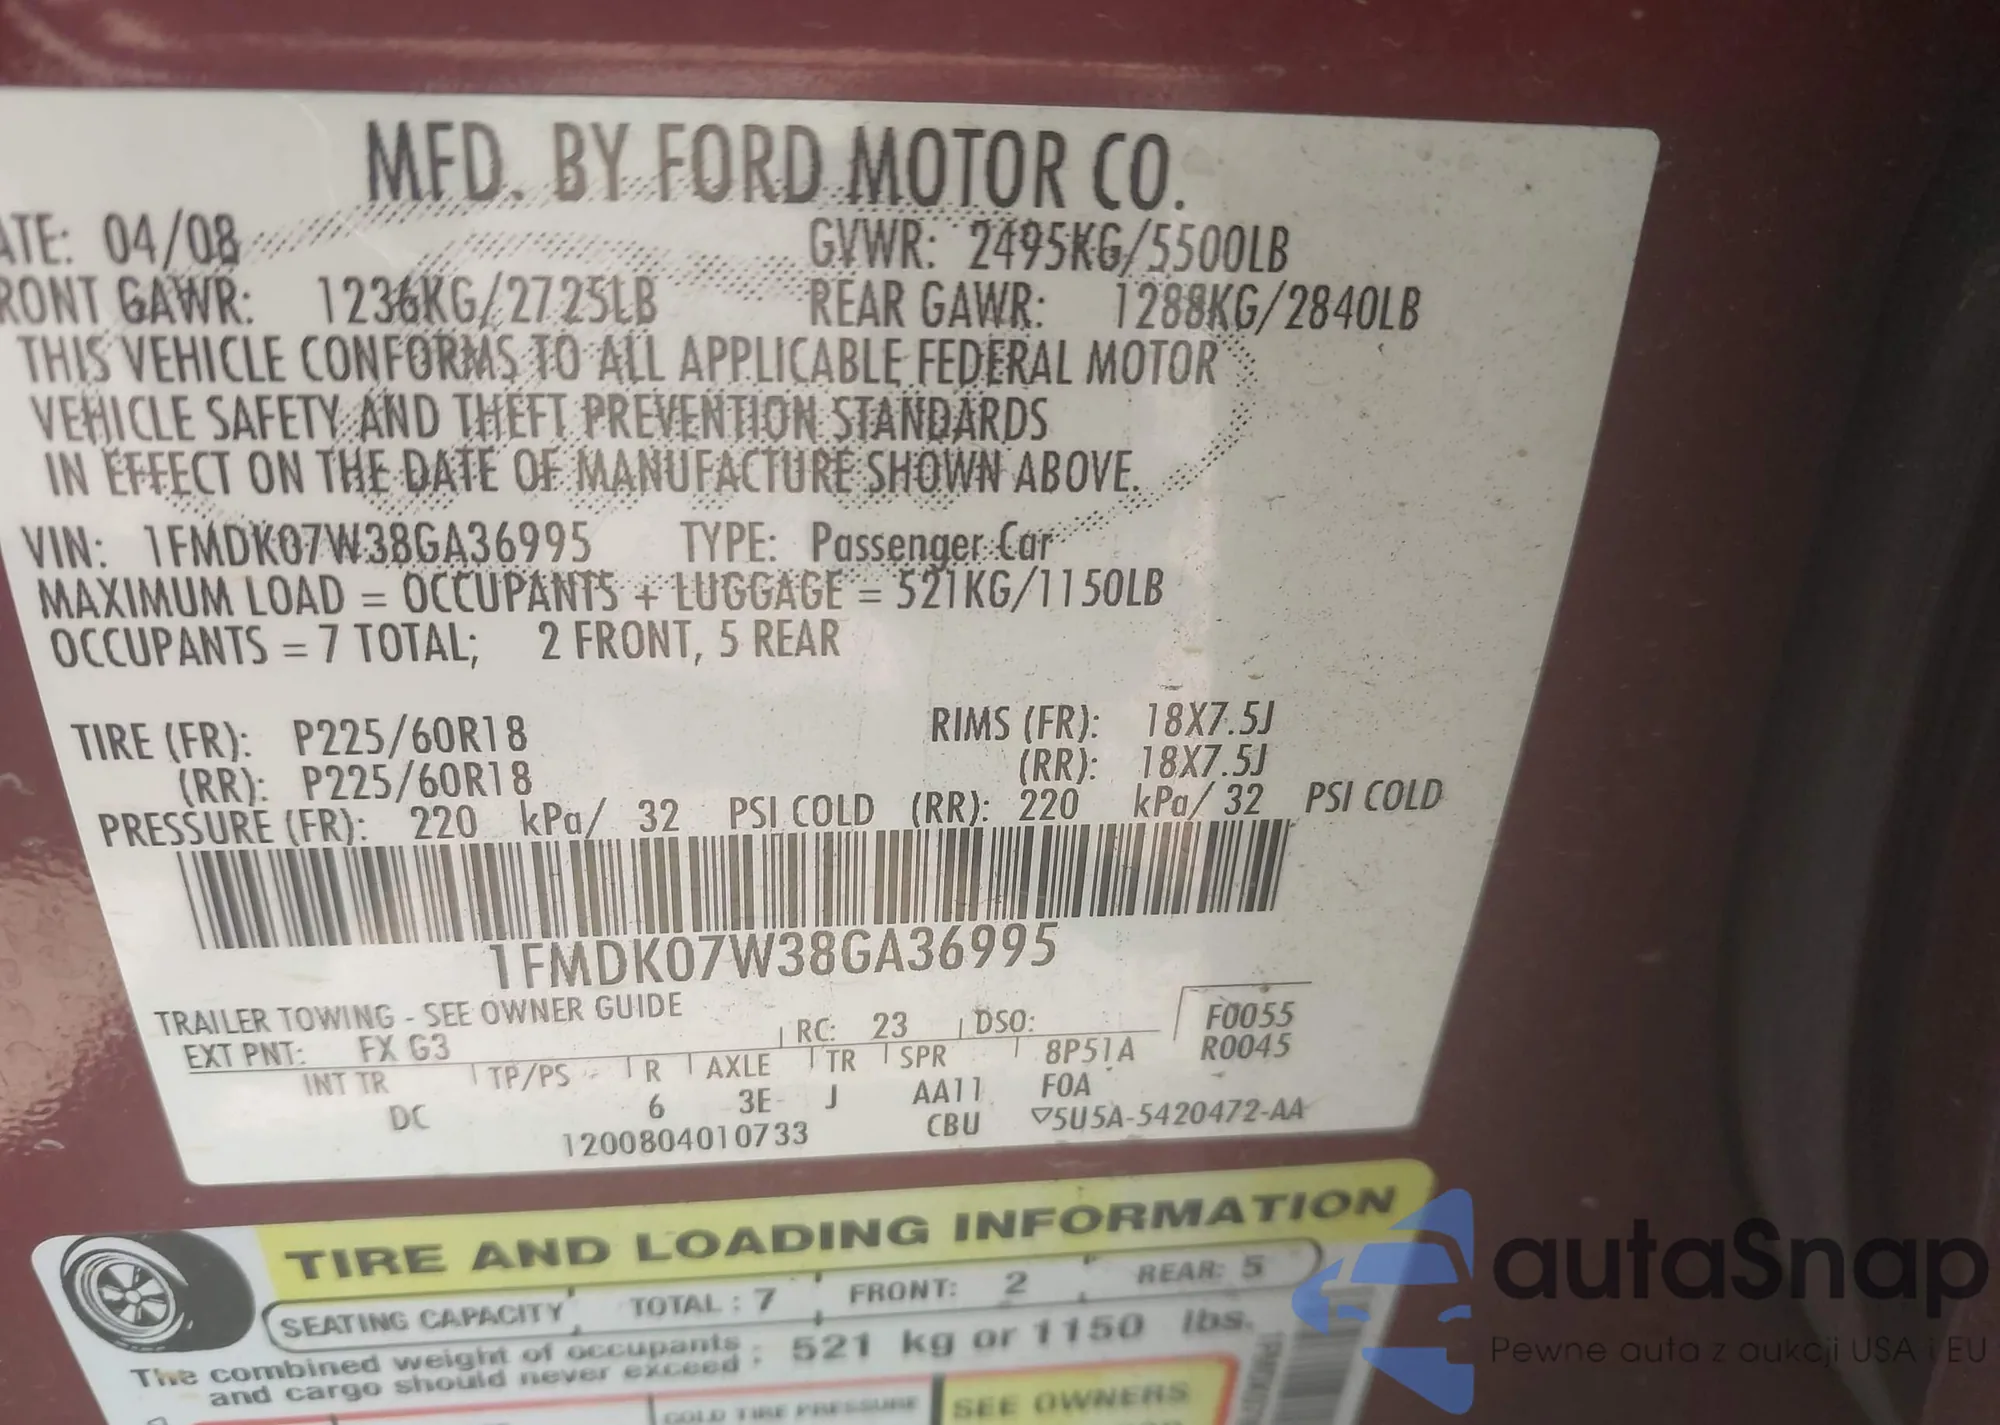 MFD. BY FORD MOTOR CO.
ATE: 04/08 GVWR: 2495KG/5500LB
RONT GAWR: 1236KG/2725LB REAR GAWR: 1288KG/2840LB
THIS VEHICLE CONFORMS TO ALL APPLICABLE FEDERAL MOTOR
VEHICLE SAFETY AND THEFT PREVENTION STANDARDS
IN EFFECT ON THE DATE OF MANUFACTURE SHOWN ABOVE.
VIN: 1FMDK07W38GA36995 TYPE: Passenger Car
MAXIMUM LOAD = OCCUPANTS + LUGGAGE = 521KG/1150LB
OCCUPANTS = 7 TOTAL; 2 FRONT, 5 REAR
TIRE (FR): P225/60R18 RIMS (FR): 18X7.5J
(RR): P225/60R18 (RR): 18X7.5J
PRESSURE (FR): 220 kPa/ 32 PSI COLD (RR): 220 kPa/ 32 PSI COLD
1FMDK07W38GA36995
TRAILER TOWING - SEE OWNER GUIDE
EXT PNT: FX G3 RC: 23 DSO: F0055
INT TR TP/PS R AXLE TR SPR 8P51A R0045
DC 6 3E J AA11 F0A
1200804010733 CBU ▽5U5A-5420472-AA
TIRE AND LOADING INFORMATION
SEATING CAPACITY TOTAL : 7 FRONT: 2 REAR: 5
The combined weight of occupants and cargo should never exceed : 521 kg or 1150 lbs.
COLD TIRE PRESSURE SEE OWNERS
autaSnap
Pewne auta z aukcji USA i EU